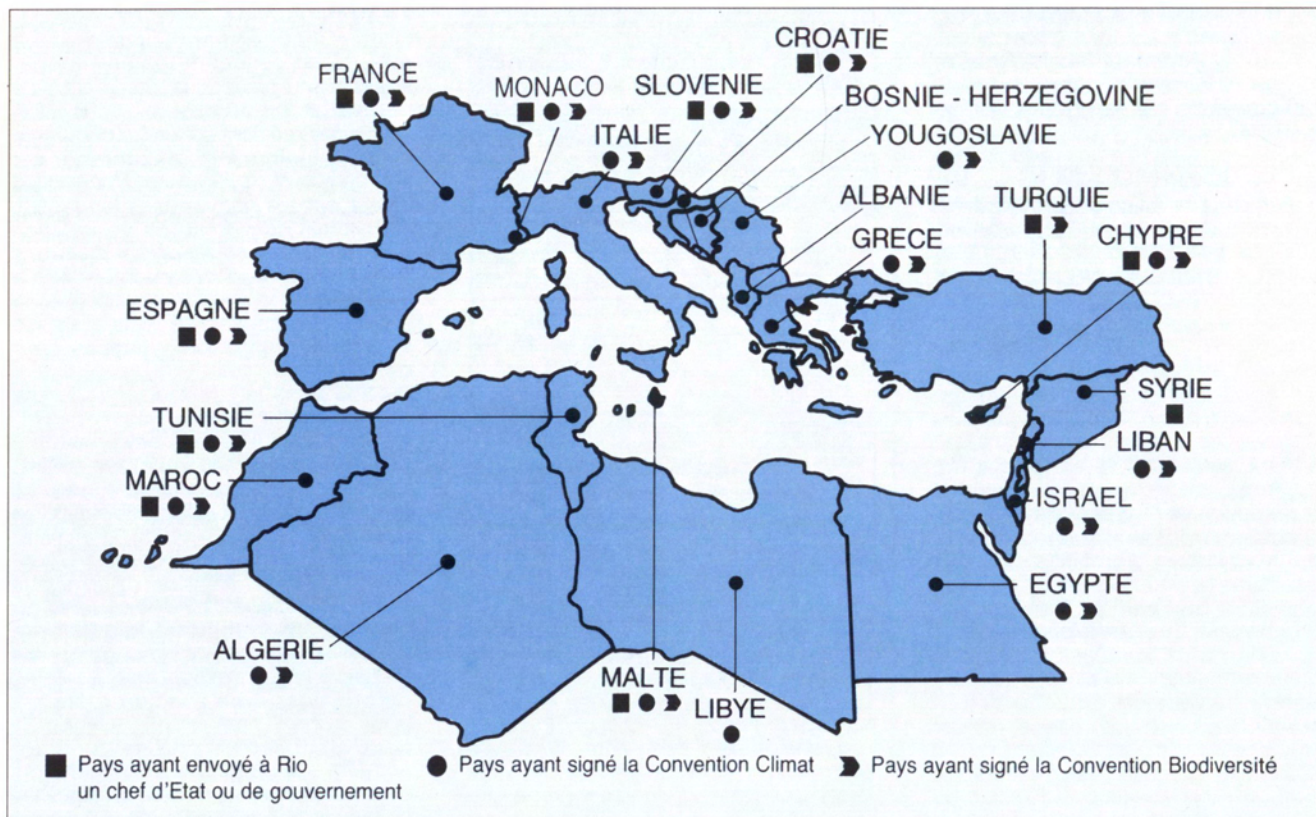 CROATIE
FRANCE
MONACO
SLOVENIE
BOSNIE - HERZEGOVINE
ITALIE
YOUGOSLAVIE
ALBANIE
TURQUIE
GRECE
CHYPRE
ESPAGNE
SYRIE
TUNISIE
LIBAN
MAROC
ISRAEL
EGYPTE
ALGERIE
MALTE
LIBYE
Pays ayant envoyé à Rio
un chef d'Etat ou de gouvernement
Pays ayant signé la Convention Climat
Pays ayant signé la Convention Biodiversité